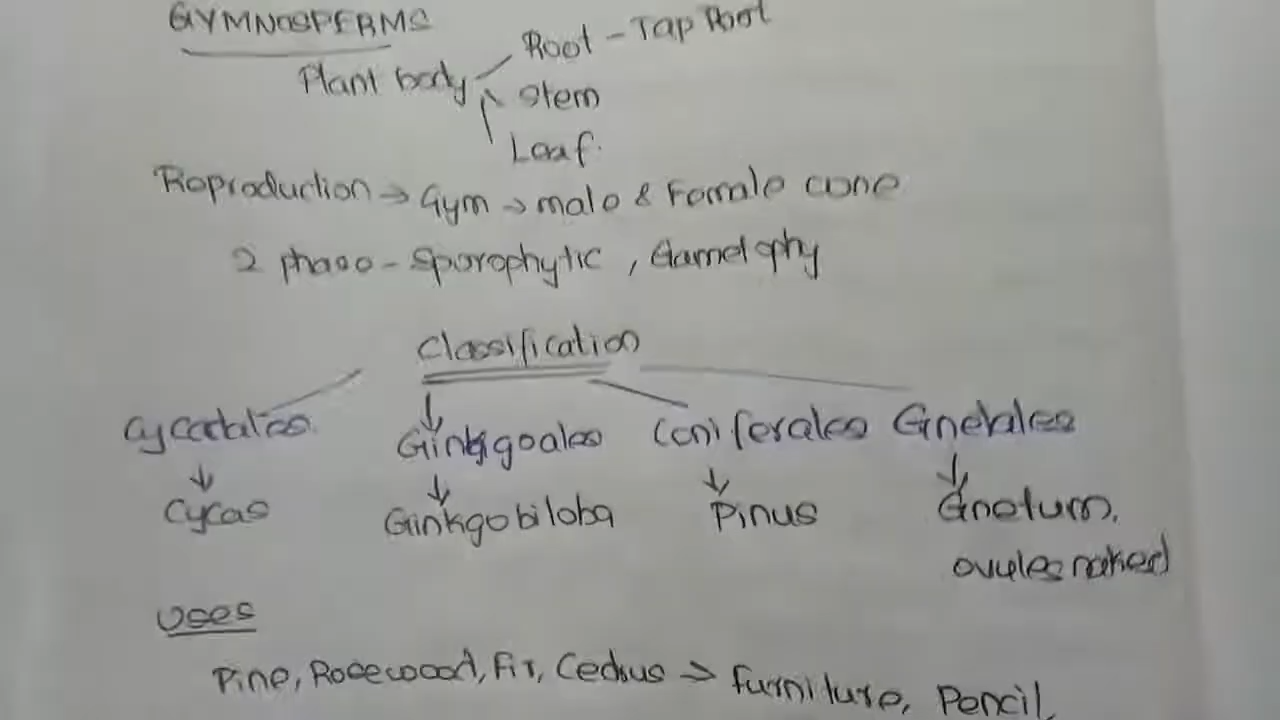 GYMNOSPERMS
Plant body
Root - Tap Root
Stem
Leaf.
Reproduction → Gym → male & Female cone
2 phase - Sporophytic , Gametophy
Classification
Cycadales Ginkgoales Coniferales Gnetales
Cycas Ginkgobiloba Pinus Gnetum.
ovules naked
Uses
Pine, Rosewood, Fir, Cedrus → furniture, Pencil,